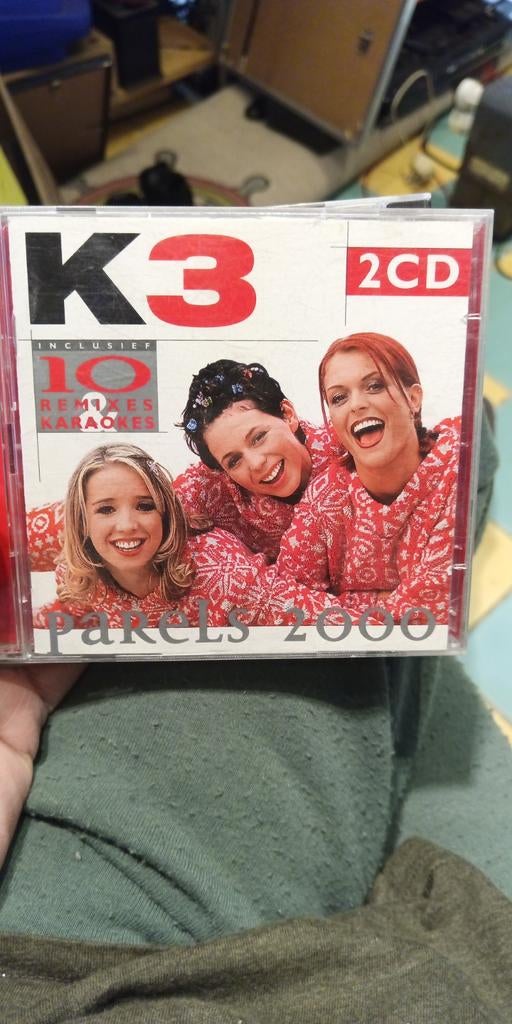 K3
2CD
INCLUSIEF
10
REMIXES
&
KARAOKES
PaReLS 2000